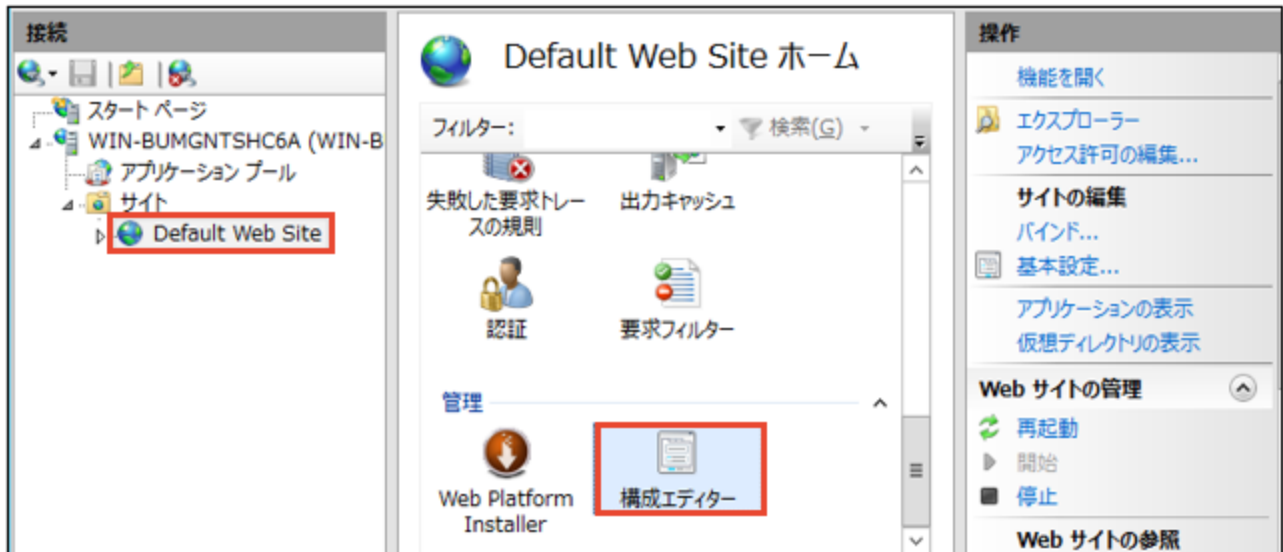 接続
スタート ページ
WIN-BUMGNTSHC6A (WIN-B
アプリケーション プール
サイト
Default Web Site
Default Web Site ホーム
フィルター:
検索(G)
失敗した要求トレー
スの規則
出力キャッシュ
認証
要求フィルター
管理
Web Platform
Installer
構成エディター
操作
機能を開く
エクスプローラー
アクセス許可の編集...
サイトの編集
バインド...
基本設定...
アプリケーションの表示
仮想ディレクトリの表示
Web サイトの管理
再起動
開始
停止
Web サイトの参照